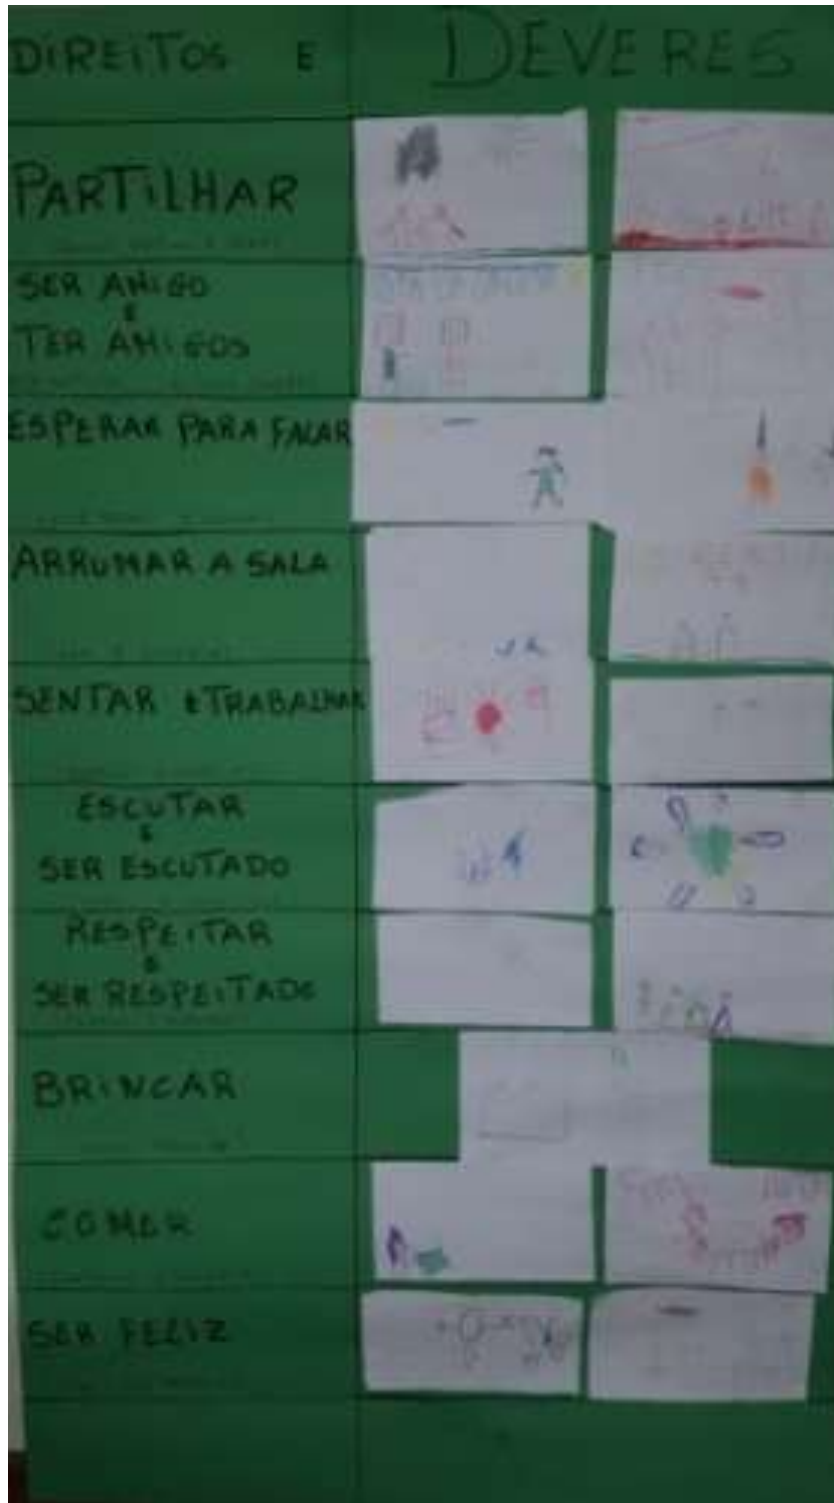 DIREITOS E DEVERES
PARTILHAR
SER AMIGO
E
TER AMIGOS
ESPERAR PARA FALAR
ARRUMAR A SALA
SENTAR E TRABALHAR
ESCUTAR
E
SER ESCUTADO
RESPEITAR
E
SER RESPEITADO
BRINCAR
COMER
SER FELIZ